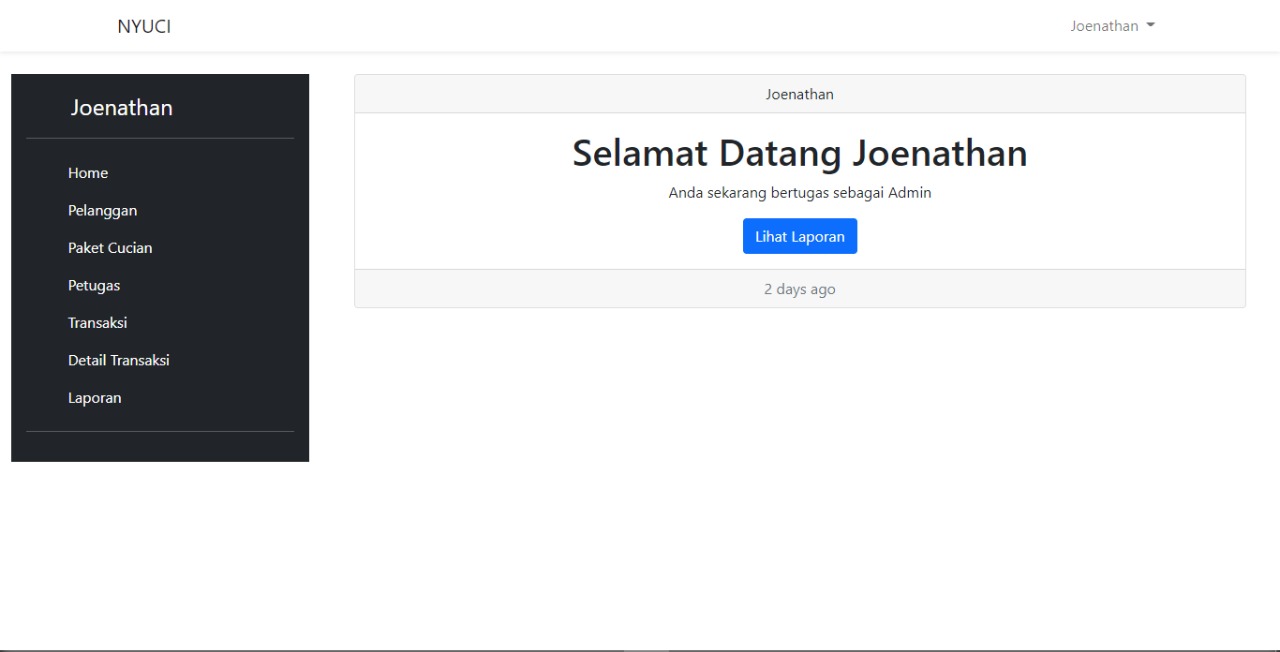 NYUCI
Joenathan
Joenathan
Home
Pelanggan
Paket Cucian
Petugas
Transaksi
Detail Transaksi
Laporan
Joenathan
Selamat Datang Joenathan
Anda sekarang bertugas sebagai Admin
Lihat Laporan
2 days ago